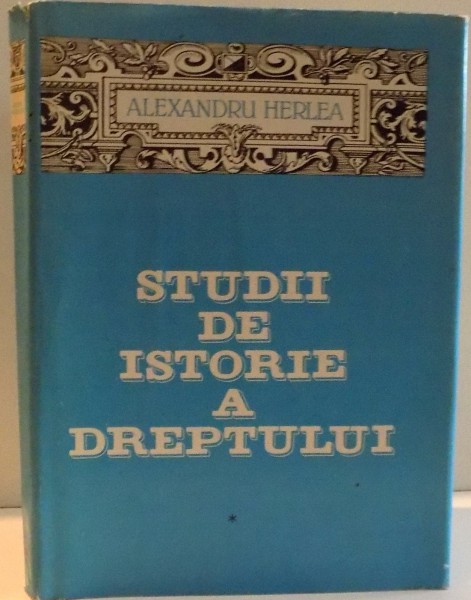 ALEXANDRU HERLEA
STUDII
DE
ISTORIE
A
DREPTULUI
*